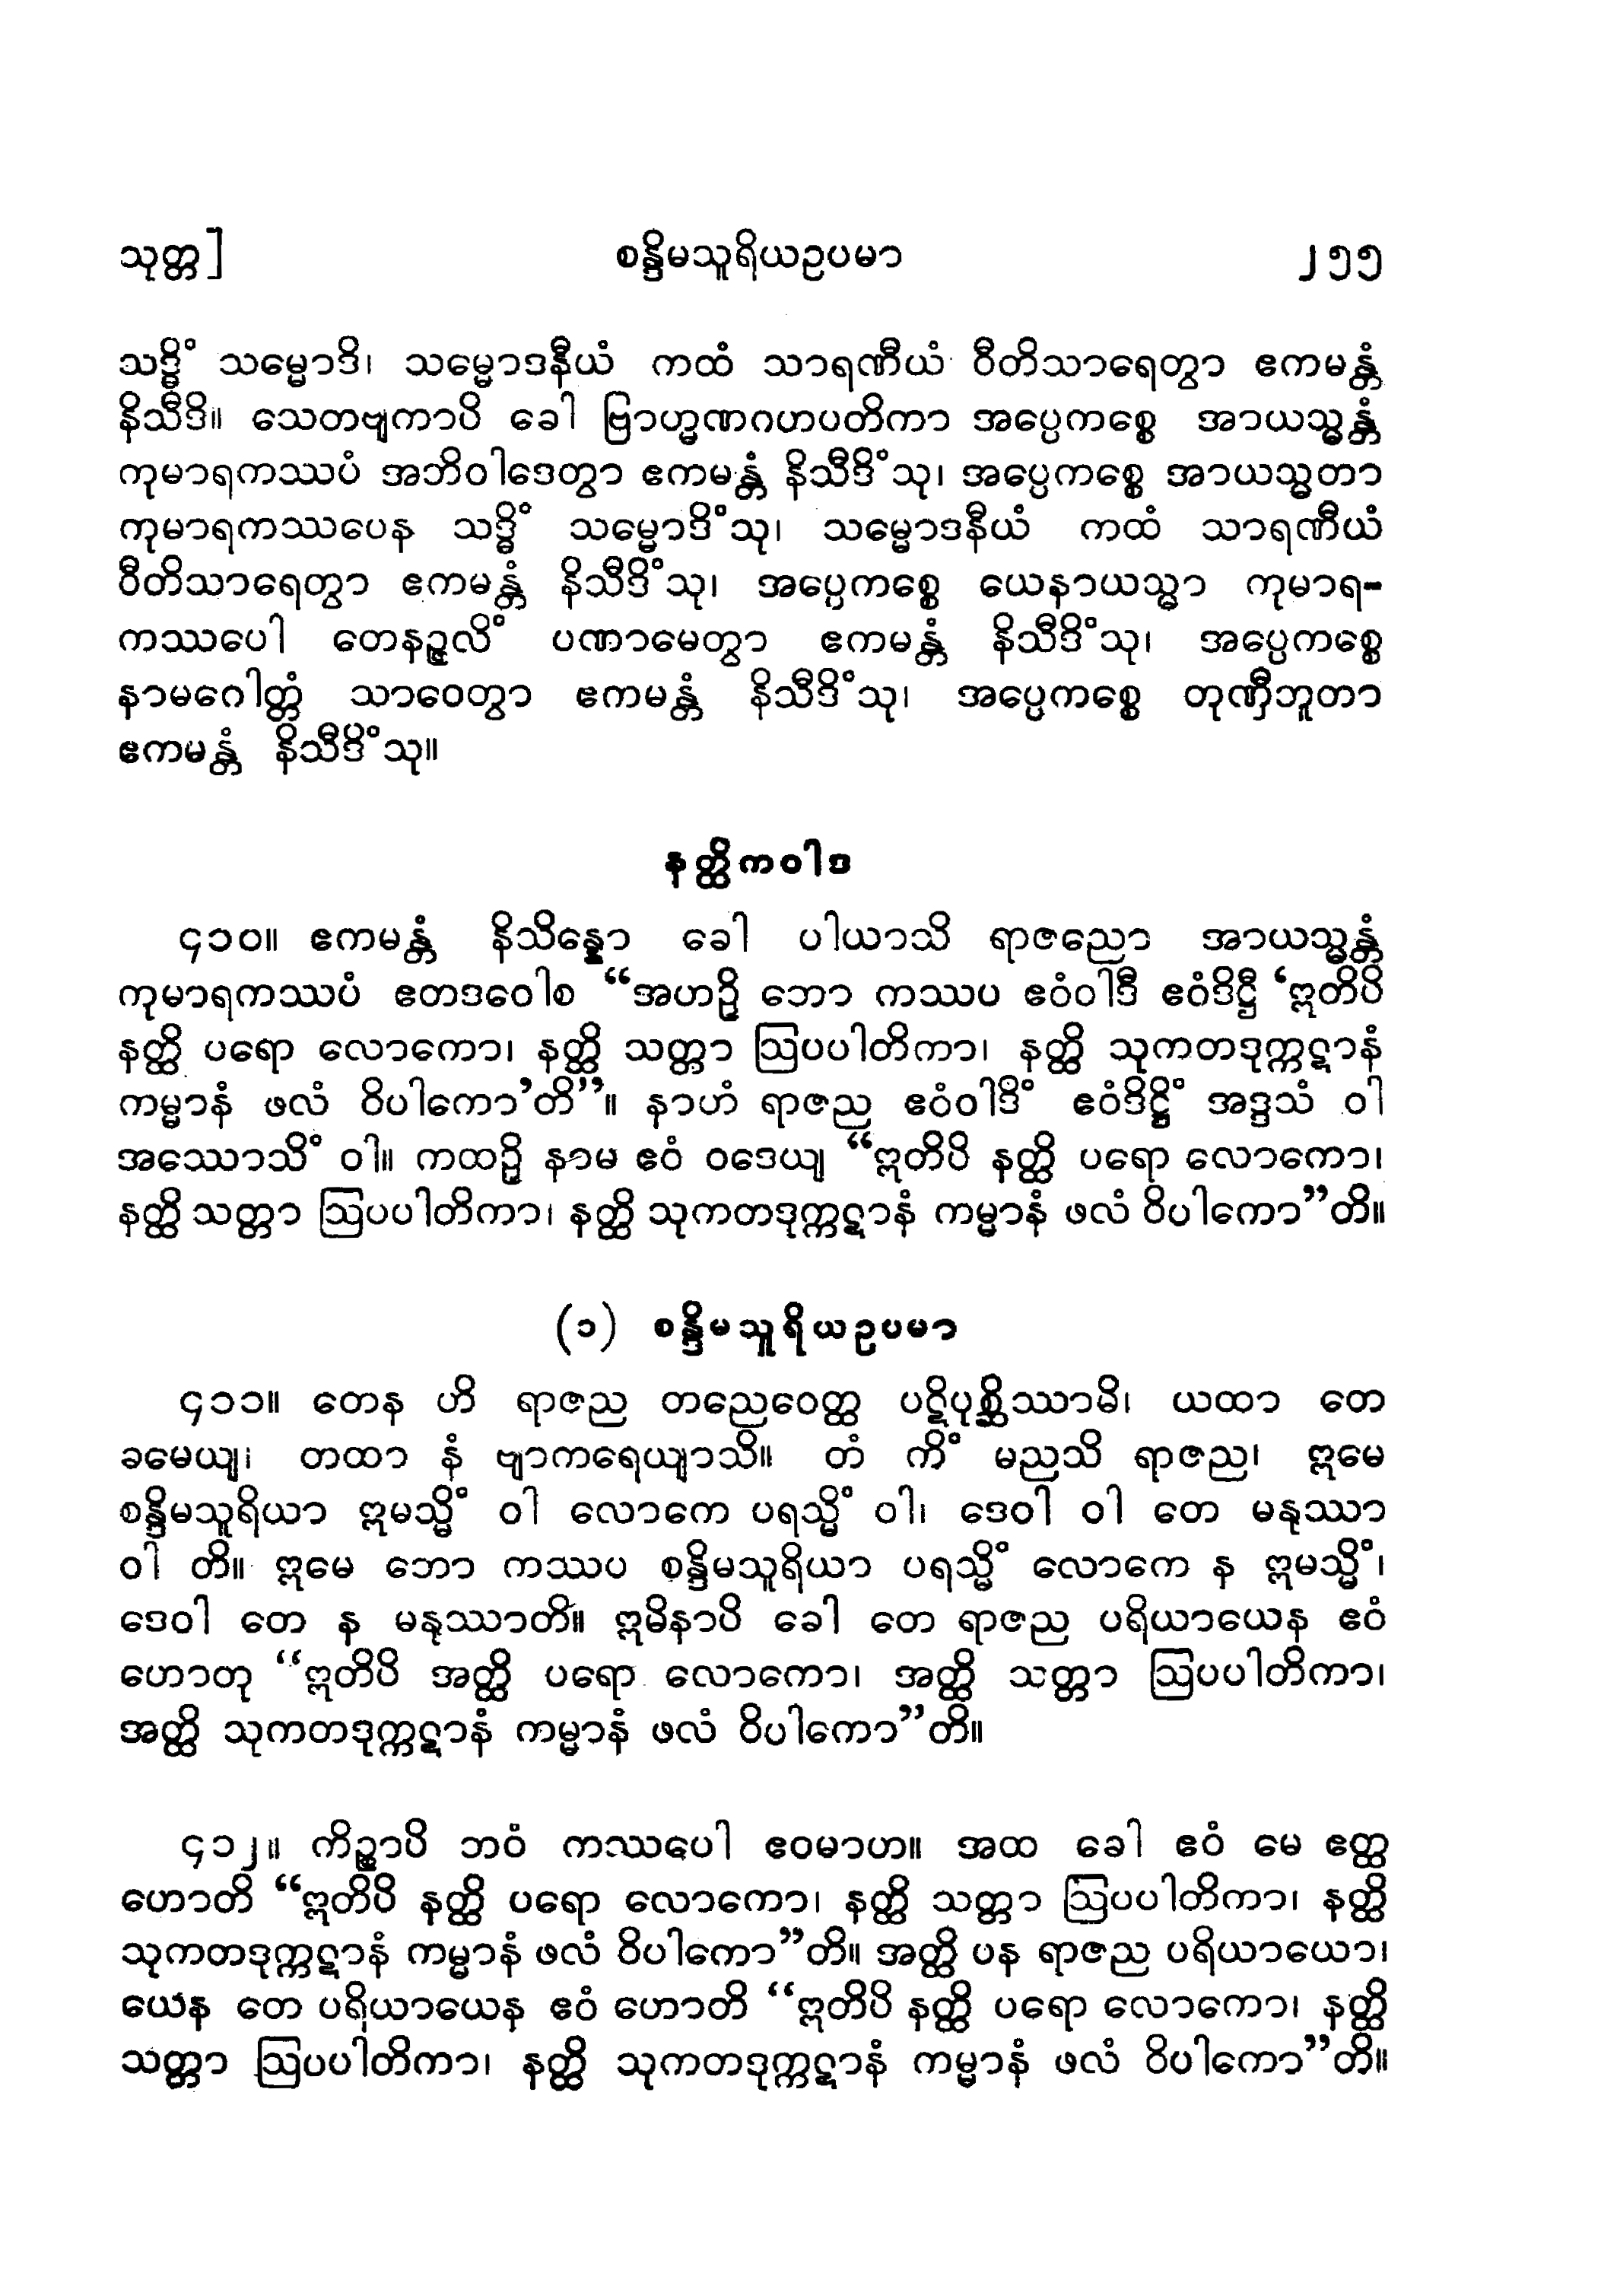 သုတ္တ] စန္ဒိမသူရိယဥပမာ ၂၅၅
သဒ္ဓိံ သမ္မောဒိ၊ သမ္မောဒနီယံ ကထံ သာရဏီယံ ဝီတိသာရေတွာ ဧကမန္တံ
နိသီဒိ။ သေတဗျကာပိ ခေါ ဗြာဟ္မဏဂဟပတိကာ အပ္ပေကစ္စေ အာယသ္မန္တံ
ကုမာရကဿပံ အဘိဝါဒေတွာ ဧကမန္တံ နိသီဒိံသု၊ အပ္ပေကစ္စေ အာယသ္မတာ
ကုမာရကဿပေန သဒ္ဓိံ သမ္မောဒိံသု၊ သမ္မောဒနီယံ ကထံ သာရဏီယံ
ဝီတိသာရေတွာ ဧကမန္တံ နိသီဒိံသု၊ အပ္ပေကစ္စေ ယေနာယသ္မာ ကုမာရ-
ကဿပေါ တေနဉ္ဇလိံ ပဏာမေတွာ ဧကမန္တံ နိသီဒိံသု၊ အပ္ပေကစ္စေ
နာမဂေါတ္တံ သာဝေတွာ ဧကမန္တံ နိသီဒိံသု၊ အပ္ပေကစ္စေ တုဏှီဘူတာ
ဧကမန္တံ နိသီဒိံသု။
နတ္ထိကဝါဒ
၄၁၀။ ဧကမန္တံ နိသိန္နော ခေါ ပါယာသိ ရာဇညော အာယသ္မန္တံ
ကုမာရကဿပံ ဧတဒဝေါစ “အဟဉှိ ဘော ကဿပ ဧဝံဝါဒီ ဧဝံဒိဋ္ဌီ ‘ဣတိပိ
နတ္ထိ ပရော လောကော၊ နတ္ထိ သတ္တာ ဩပပါတိကာ၊ နတ္ထိ သုကတဒုက္ကဋာနံ
ကမ္မာနံ ဖလံ ဝိပါကော’တိ”။ နာဟံ ရာဇည ဧဝံဝါဒိံ ဧဝံဒိဋ္ဌိံ အဒ္ဒသံ ဝါ
အဿောသိံ ဝါ။ ကထဉှိ နာမ ဧဝံ ဝဒေယျ “ဣတိပိ နတ္ထိ ပရော လောကော၊
နတ္ထိ သတ္တာ ဩပပါတိကာ၊ နတ္ထိ သုကတဒုက္ကဋာနံ ကမ္မာနံ ဖလံ ဝိပါကော”တိ။
(၁) စန္ဒိမသူရိယဥပမာ
၄၁၁။ တေန ဟိ ရာဇည တညေဝေတ္ထ ပဋိပုစ္ဆိဿာမိ၊ ယထာ တေ
ခမေယျ၊ တထာ နံ ဗျာကရေယျာသိ။ တံ ကိံ မညသိ ရာဇည၊ ဣမေ
စန္ဒိမသူရိယာ ဣမသ္မိံ ဝါ လောကေ ပရသ္မိံ ဝါ၊ ဒေဝါ ဝါ တေ မနုဿာ
ဝါ တိ။ ဣမေ ဘော ကဿပ စန္ဒိမသူရိယာ ပရသ္မိံ လောကေ န ဣမသ္မိံ၊
ဒေဝါ တေ န မနုဿာတိ။ ဣမိနာပိ ခေါ တေ ရာဇည ပရိယာယေန ဧဝံ
ဟောတု “ဣတိပိ အတ္ထိ ပရော လောကော၊ အတ္ထိ သတ္တာ ဩပပါတိကာ၊
အတ္ထိ သုကတဒုက္ကဋာနံ ကမ္မာနံ ဖလံ ဝိပါကော”တိ။
၄၁၂။ ကိဉ္စာပိ ဘဝံ ကဿပေါ ဧဝမာဟ။ အထ ခေါ ဧဝံ မေ ဧတ္ထ
ဟောတိ “ဣတိပိ နတ္ထိ ပရော လောကော၊ နတ္ထိ သတ္တာ ဩပပါတိကာ၊ နတ္ထိ
သုကတဒုက္ကဋာနံ ကမ္မာနံ ဖလံ ဝိပါကော”တိ။ အတ္ထိ ပန ရာဇည ပရိယာယော၊
ယေန တေ ပရိယာယေန ဧဝံ ဟောတိ “ဣတိပိ နတ္ထိ ပရော လောကော၊ နတ္ထိ
သတ္တာ ဩပပါတိကာ၊ နတ္ထိ သုကတဒုက္ကဋာနံ ကမ္မာနံ ဖလံ ဝိပါကော”တိ။